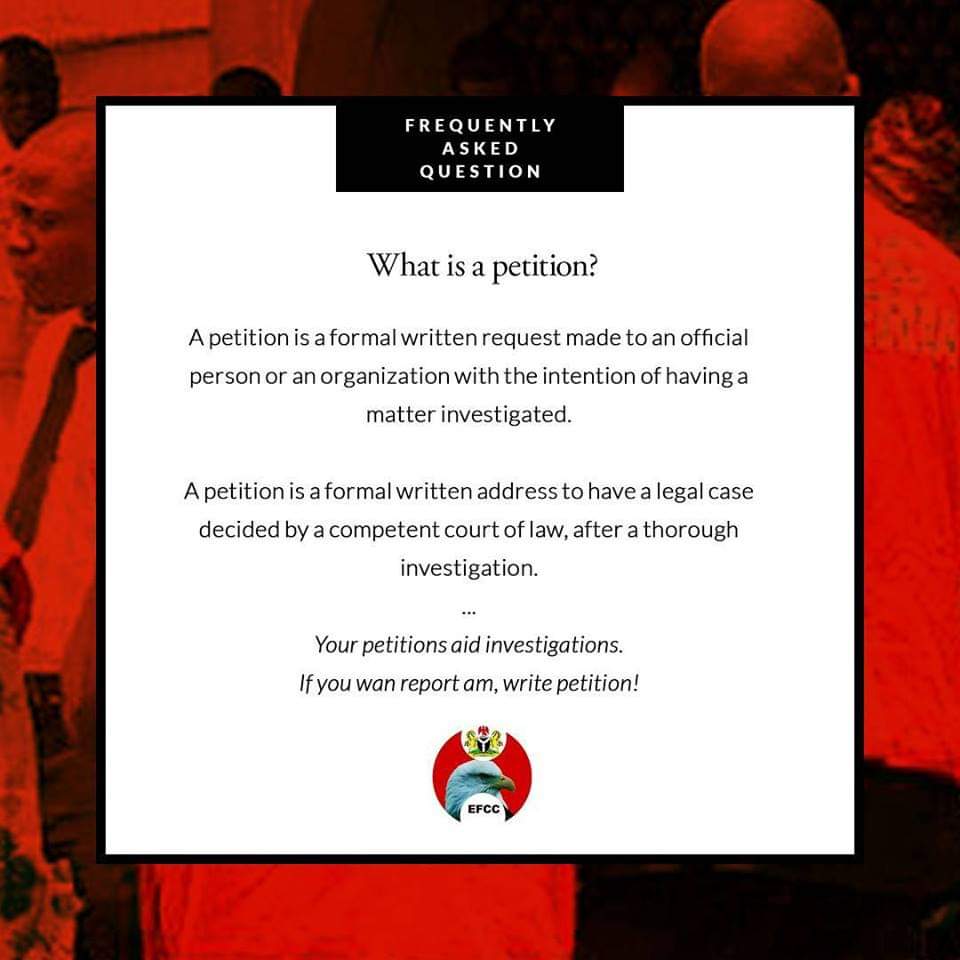 FREQUENTLY
ASKED
QUESTION
What is a petition?
A petition is a formal written request made to an official
person or an organization with the intention of having a
matter investigated.
A petition is a formal written address to have a legal case
decided by a competent court of law, after a thorough
investigation.
...
Your petitions aid investigations.
If you wan report am, write petition!
EFCC